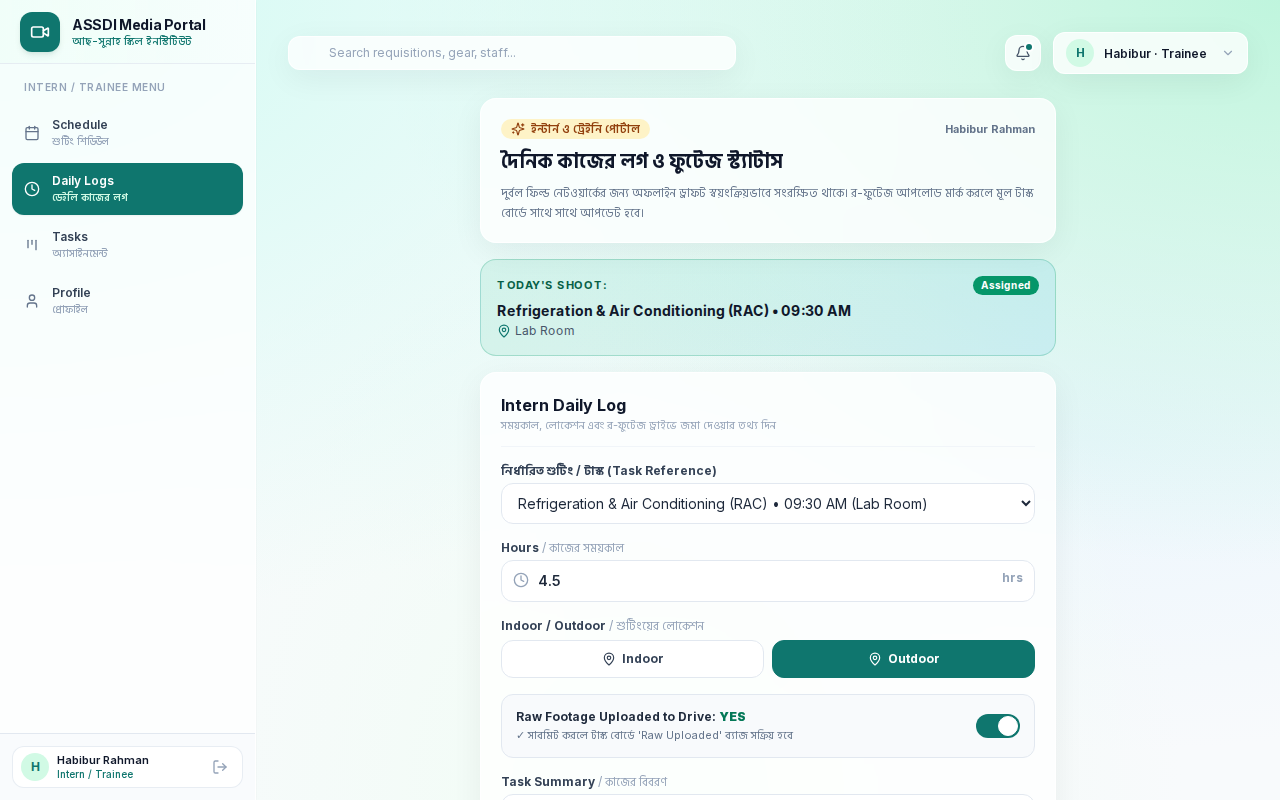 ASSDI Media Portal
আছ-সুন্নাহ স্কিল ইনস্টিটিউট
Search requisitions, gear, staff...
H
Habibur · Trainee
INTERN / TRAINEE MENU
Schedule
শুটিং শিডিউল
Daily Logs
ডেইলি কাজের লগ
Tasks
অ্যাসাইনমেন্ট
Profile
প্রোফাইল
ইন্টার্ন ও ট্রেইনি পোর্টাল
Habibur Rahman
দৈনিক কাজের লগ ও ফুটেজ স্ট্যাটাস
দুর্বল ফিল্ড নেটওয়ার্কের জন্য অফলাইন ড্রাফট স্বয়ংক্রিয়ভাবে সংরক্ষিত থাকে। র-ফুটেজ আপলোড মার্ক করলে মূল টাস্ক
বোর্ডে সাথে সাথে আপডেট হবে।
TODAY'S SHOOT:
Assigned
Refrigeration & Air Conditioning (RAC) • 09:30 AM
Lab Room
Intern Daily Log
সময়কাল, লোকেশন এবং র-ফুটেজ ড্রাইভে জমা দেওয়ার তথ্য দিন
নির্ধারিত শুটিং / টাস্ক (Task Reference)
Refrigeration & Air Conditioning (RAC) • 09:30 AM (Lab Room)
Hours / কাজের সময়কাল
4.5
hrs
Indoor / Outdoor / শুটিংয়ের লোকেশন
Indoor
Outdoor
Raw Footage Uploaded to Drive: YES
✓ সাবমিট করলে টাস্ক বোর্ডে 'Raw Uploaded' ব্যাজ সক্রিয় হবে
Task Summary / কাজের বিবরণ
H
Habibur Rahman
Intern / Trainee